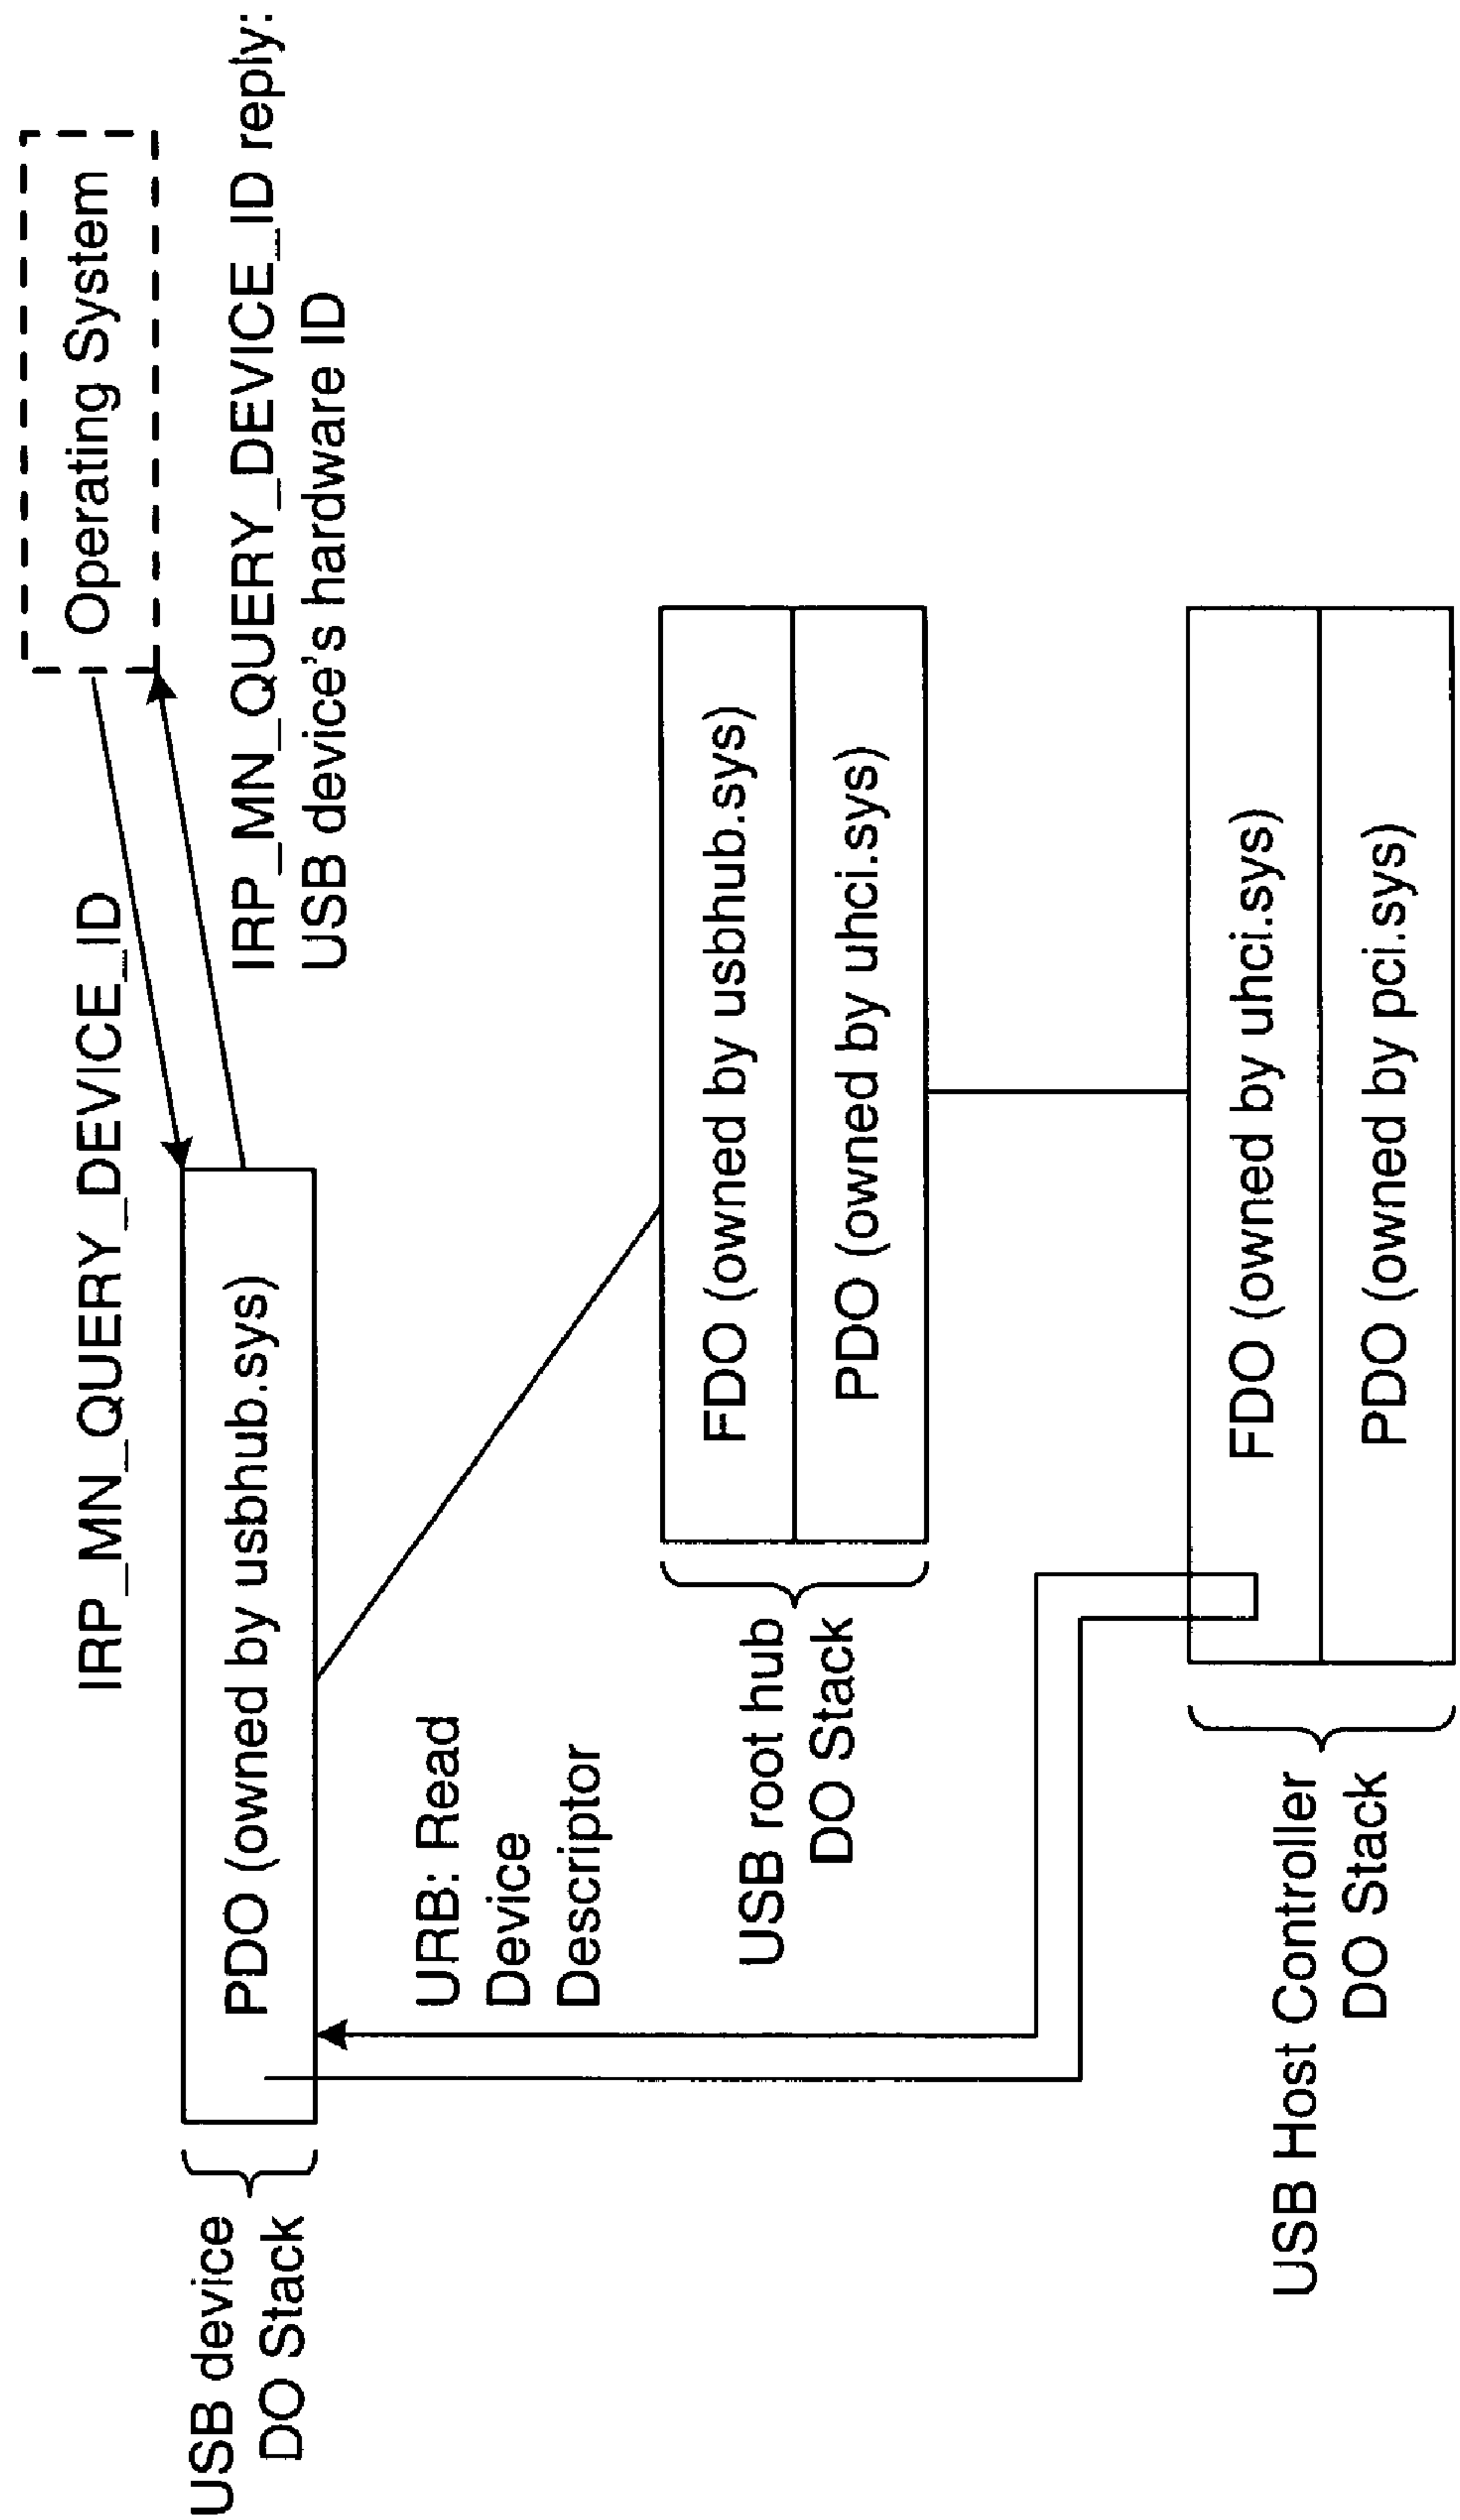 Operating System
IRP_MN_QUERY_DEVICE_ID
IRP_MN_QUERY_DEVICE_ID reply:
USB device's hardware ID
USB device
DO Stack
PDO (owned by usbhub.sys)
URB: Read
Device
Descriptor
USB root hub
DO Stack
FDO (owned by usbhub.sys)
PDO (owned by uhci.sys)
USB Host Controller
DO Stack
FDO (owned by uhci.sys)
PDO (owned by pci.sys)